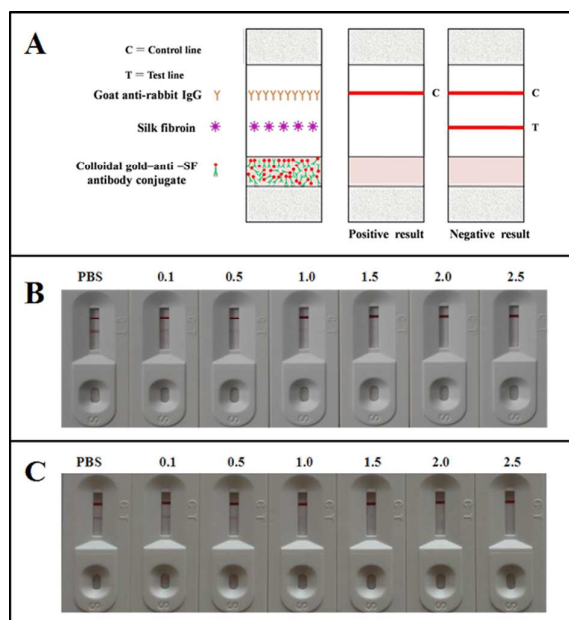 A
C = Control line
T = Test line
Goat anti-rabbit IgG
Silk fibroin
Colloidal gold–anti –SF
antibody conjugate
C
C
T
Positive result
Negative result
B
PBS 0.1 0.5 1.0 1.5 2.0 2.5
C T C T C T C T C T C T C T
S S S S S S S
C
PBS 0.1 0.5 1.0 1.5 2.0 2.5
C T C T C T C T C T C T C T
S S S S S S S